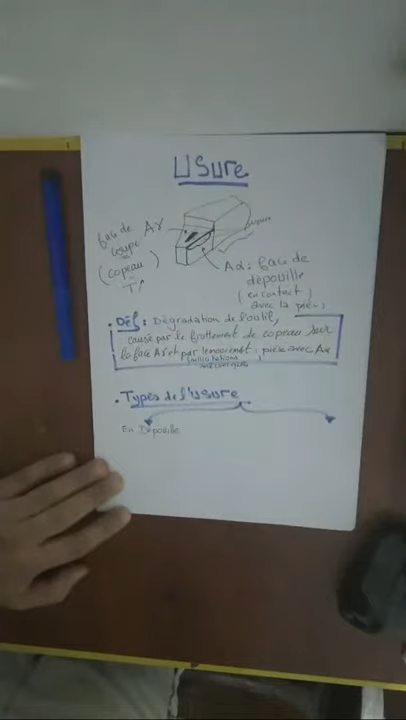 Usure
face de Aγ
coupe
(copeau)
T↗
Aα : face de
dépouille
(en contact)
avec la pièce
. Déf : Dégradation de l'outil,
causé par le frottement de copeau sur
la face Aγ et par
pièce avec Aα
mécaniques
. Types de l'usure
En Dépouille